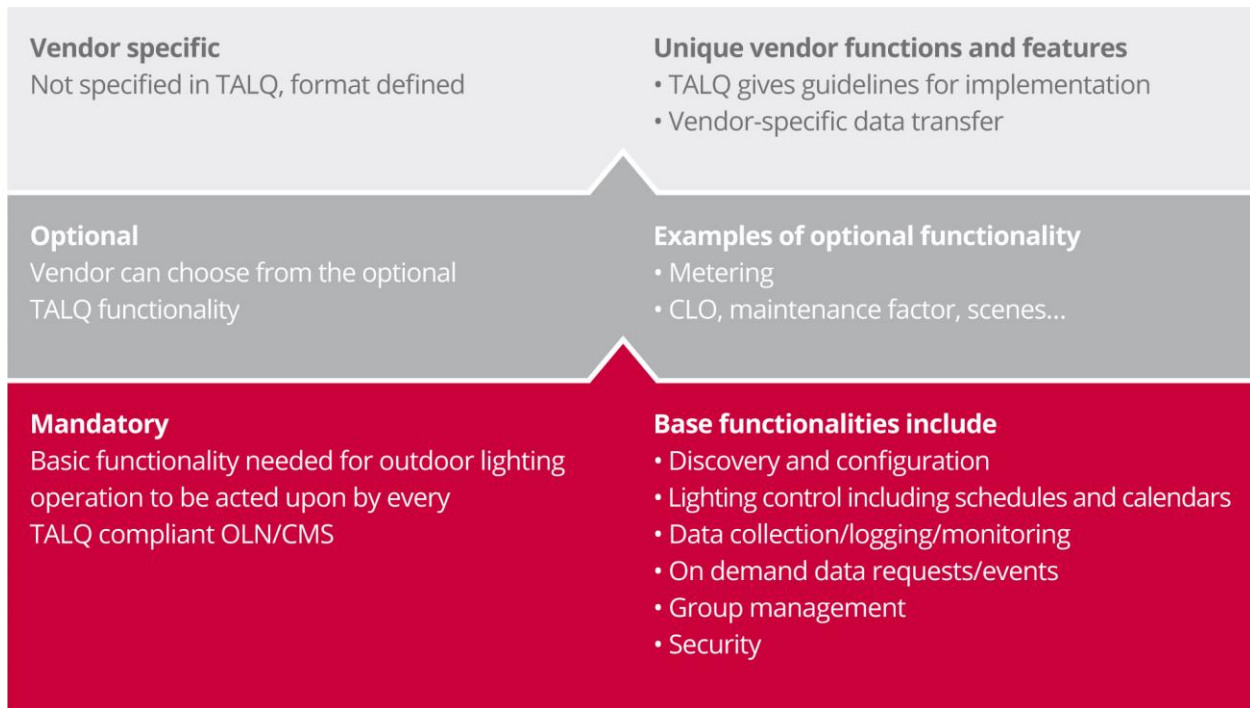 Vendor specific
Not specified in TALQ, format defined
Unique vendor functions and features
• TALQ gives guidelines for implementation
• Vendor-specific data transfer
Optional
Vendor can choose from the optional
TALQ functionality
Examples of optional functionality
• Metering
• CLO, maintenance factor, scenes...
Mandatory
Basic functionality needed for outdoor lighting
operation to be acted upon by every
TALQ compliant OLN/CMS
Base functionalities include
• Discovery and configuration
• Lighting control including schedules and calendars
• Data collection/logging/monitoring
• On demand data requests/events
• Group management
• Security